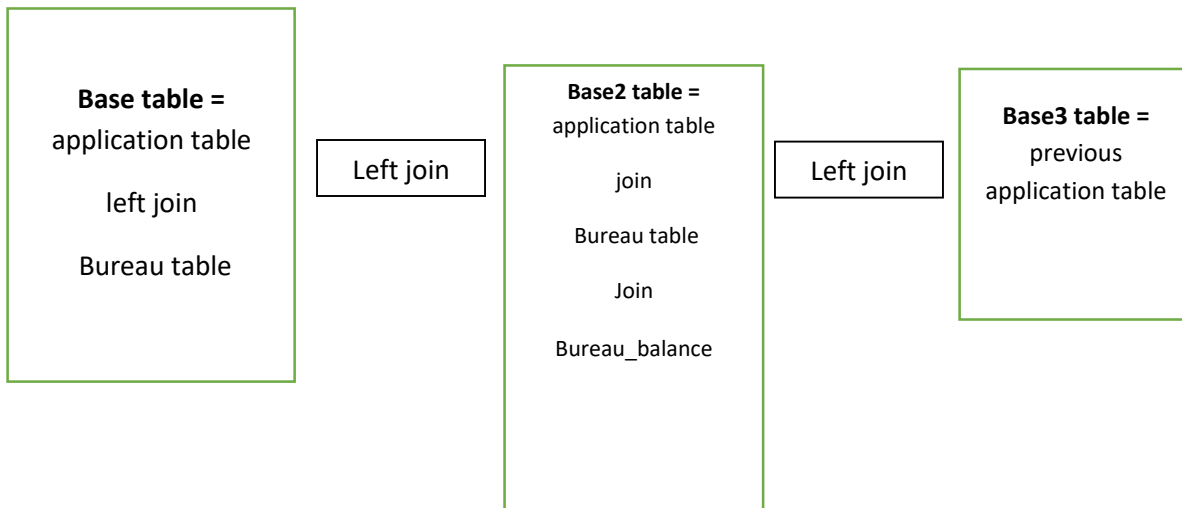 Base table =
application table
left join
Bureau table
Left join
Base2 table =
application table
join
Bureau table
Join
Bureau_balance
Left join
Base3 table =
previous
application table